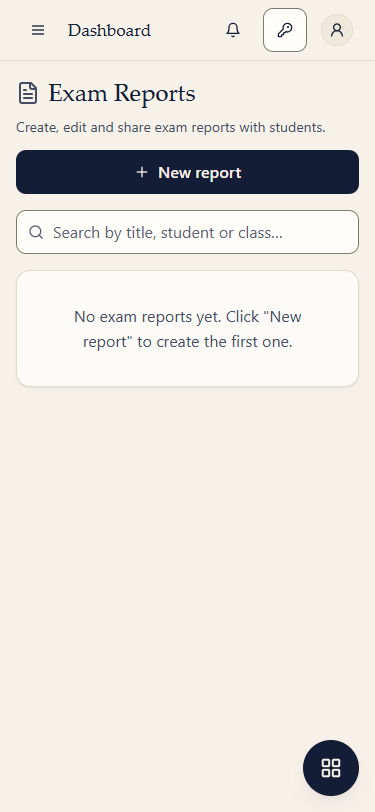 Dashboard
Exam Reports
Create, edit and share exam reports with students.
New report
Search by title, student or class...
No exam reports yet. Click "New
report" to create the first one.